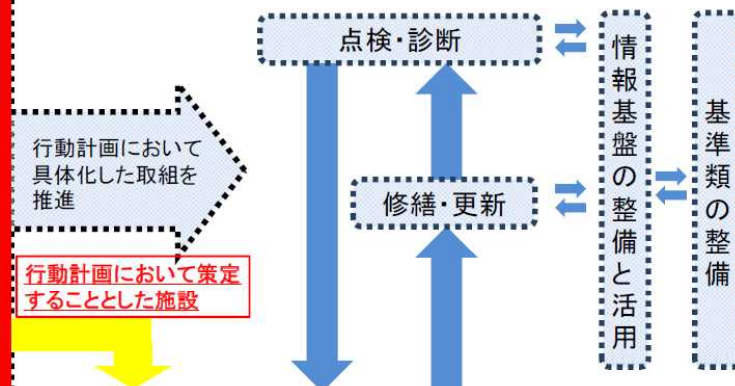 点検・診断
行動計画において
具体化した取組を
推進
修繕・更新
行動計画において策定
することとした施設
情報基盤の整備と活用
基準類の整備